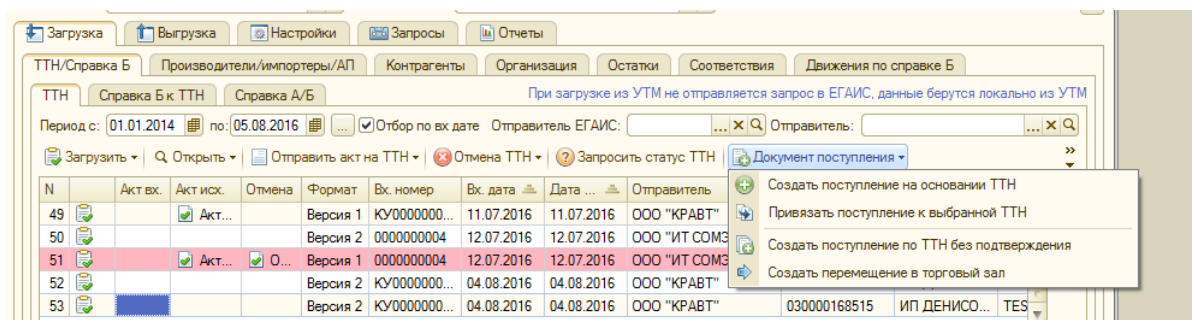 Загрузка Выгрузка Настройки Запросы Отчеты
ТТН/Справка Б Производители/импортеры/АП Контрагенты Организация Остатки Соответствия Движения по справке Б
ТТН Справка Б к ТТН Справка А/Б При загрузке из УТМ не отправляется запрос в ЕГАИС, данные берутся локально из УТМ
Период с: 01.01.2014 по: 05.08.2016 ... Отбор по вх дате Отправитель ЕГАИС: ... Отправитель: ...
Загрузить Открыть Отправить акт на ТТН Отмена ТТН Запросить статус ТТН Документ поступления
N Акт вх. Акт исх. Отмена Формат Вх. номер Вх. дата Дата ... Отправитель
Создать поступление на основании ТТН
49 Акт... Версия 1 КУ0000000... 11.07.2016 11.07.2016 ООО "КРАВТ"
Привязать поступление к выбранной ТТН
50 Версия 2 0000000004 12.07.2016 12.07.2016 ООО "ИТ СОМЗ
Создать поступление по ТТН без подтверждения
51 Акт... О... Версия 1 0000000004 12.07.2016 12.07.2016 ООО "ИТ СОМЗ
Создать перемещение в торговый зал
52 Версия 2 КУ0000000... 04.08.2016 04.08.2016 ООО "КРАВТ"
53 Версия 2 КУ0000000... 04.08.2016 04.08.2016 ООО "КРАВТ" 030000168515 ИП ДЕНИСО... TES